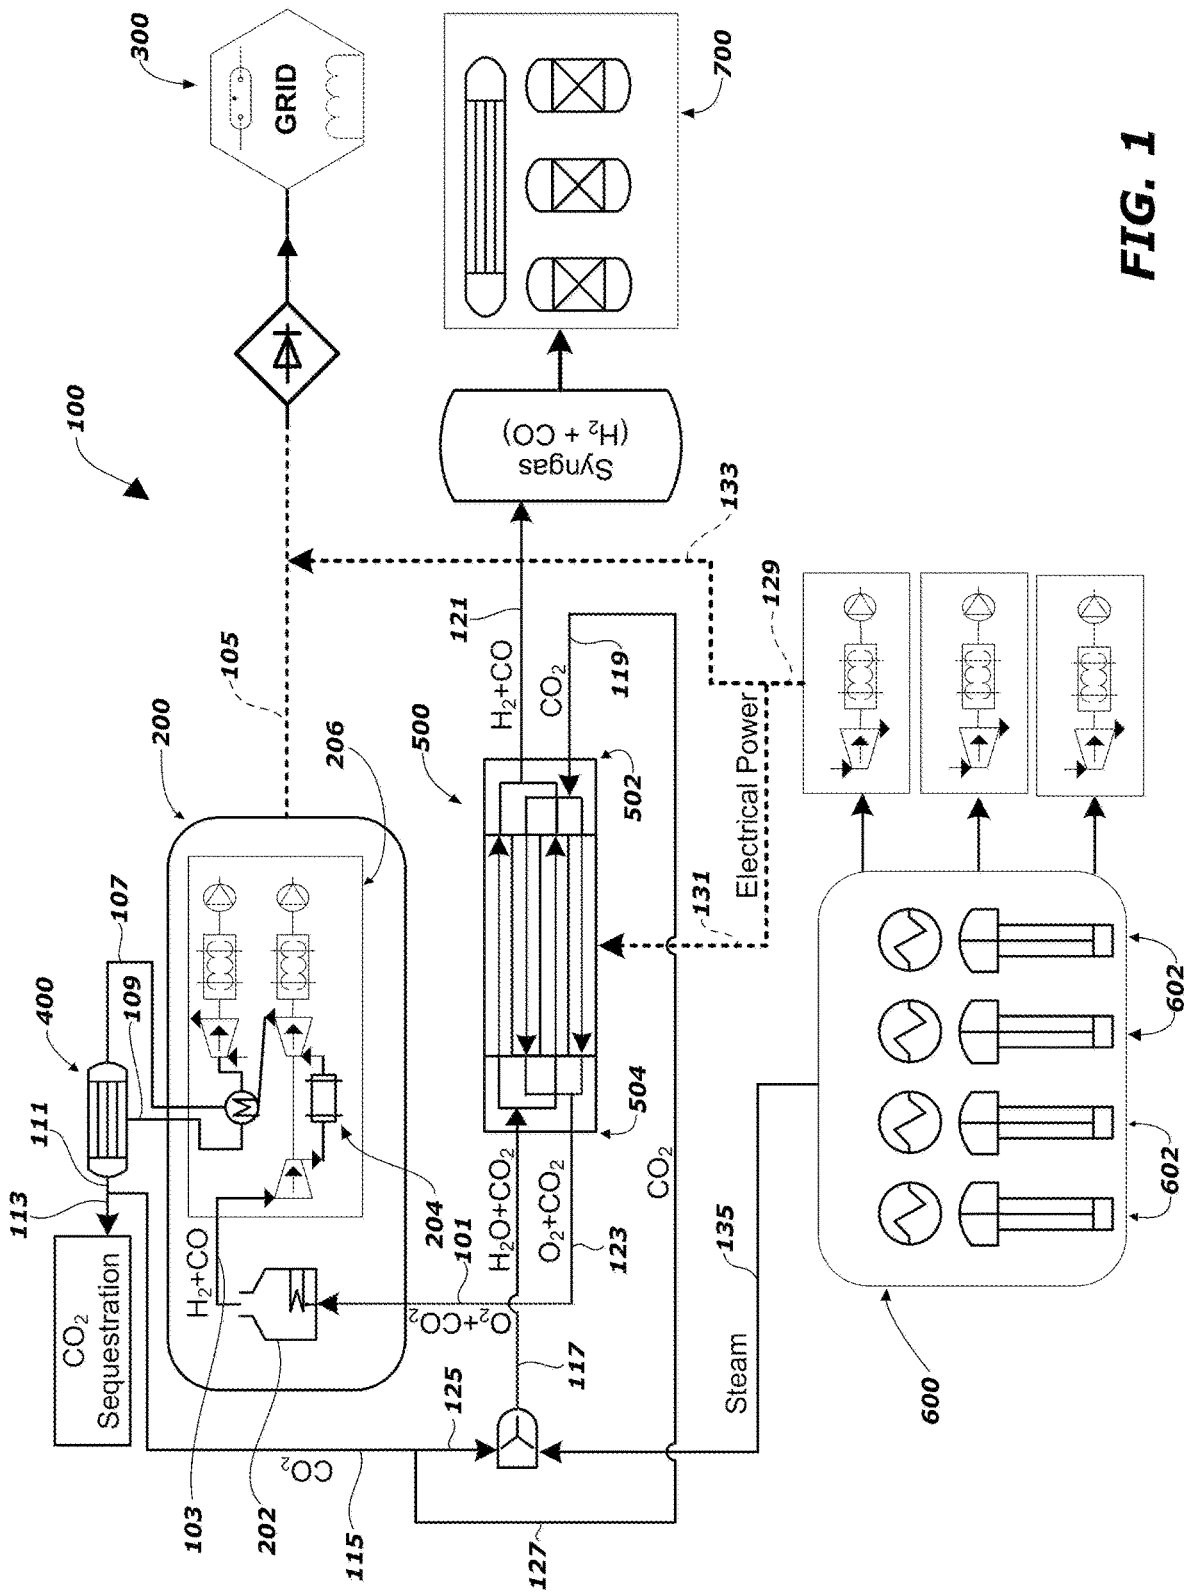 FIG. 1
100
300
GRID
700
Syngas
(H₂ + CO)
105
200
206
107
109
400
111
113
CO₂
Sequestration
H₂+CO
103
202
204
101
O₂+CO₂
M
115
CO₂
125
117
127
H₂O+CO₂
O₂+CO₂
123
504
500
502
H₂+CO
121
CO₂
119
CO₂
131
Electrical Power
133
129
135
Steam
600
602
602